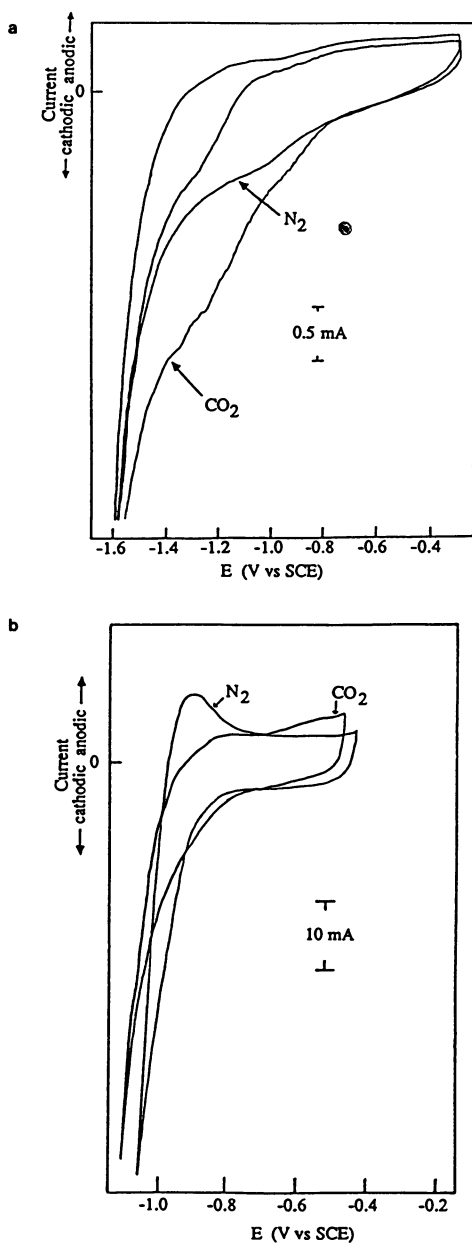 a
Current
← cathodic anodic →
0
N2
0.5 mA
CO2
-1.6 -1.4 -1.2 -1.0 -0.8 -0.6 -0.4
E (V vs SCE)
b
N2
CO2
Current
← cathodic anodic →
0
10 mA
-1.0 -0.8 -0.6 -0.4 -0.2
E (V vs SCE)